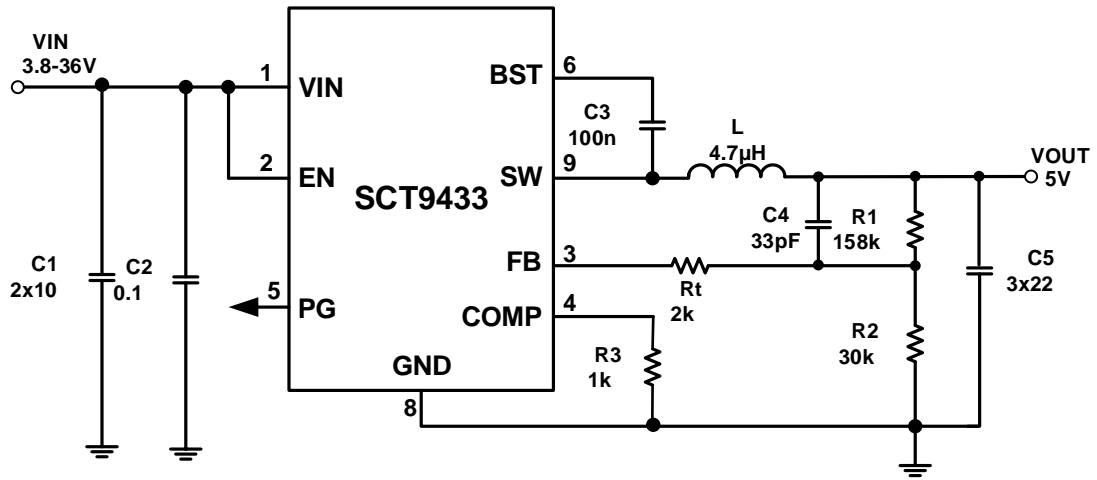 VIN
3.8-36V
1
VIN
2
EN
5
PG
SCT9433
GND
8
BST
6
SW
9
FB
3
COMP
4
C1
2x10
C2
0.1
C3
100n
L
4.7µH
C4
33pF
R1
158k
Rt
2k
R3
1k
R2
30k
C5
3x22
VOUT
5V